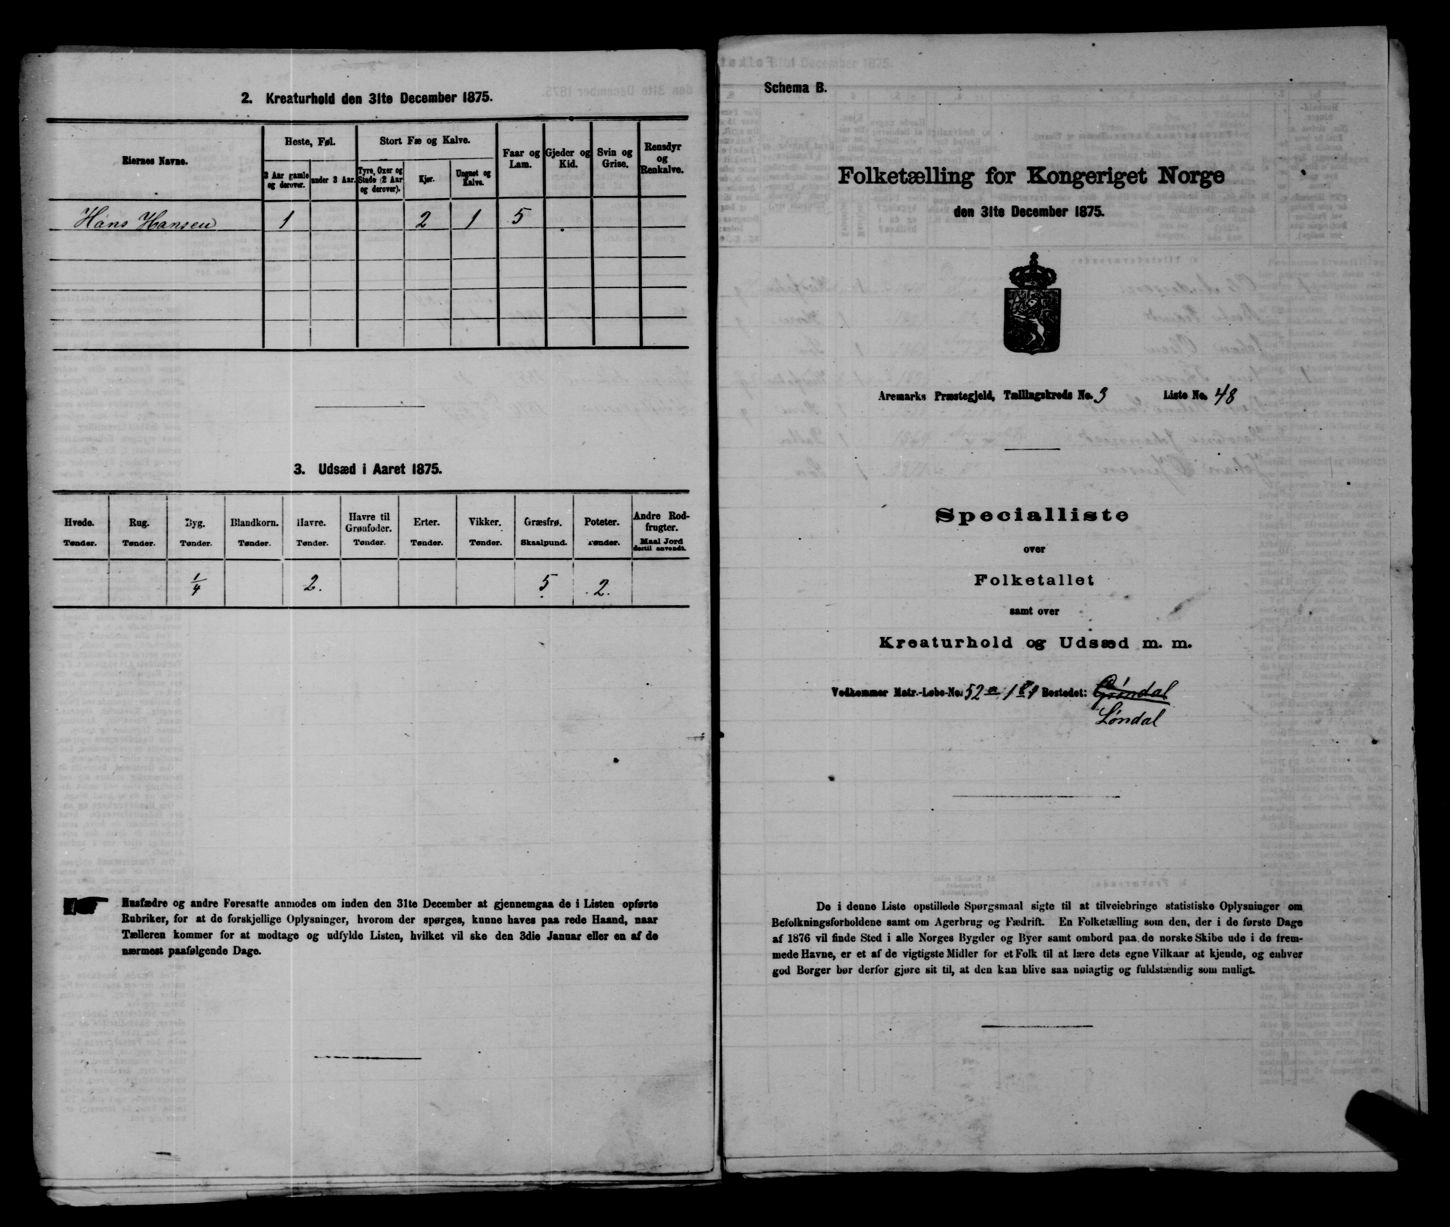 2. Kreaturhold den 31te December 1875.
Eiernes Navne.
Heste, Føl.
3 Aar gamle og derover.
under 3 Aar.
Stort Fæ og Kalve.
Tyre, Oxer og Stude (2 Aar og derover).
Kjør.
Ungnøt og Kalve.
Faar og Lam.
Gjeder og Kid.
Svin og Grise.
Rensdyr og Renkalve.
Hans Hansen 1 2 1 5
3. Udsæd i Aaret 1875.
Hvede. Rug. Byg. Blandkorn. Havre. Havre til Grønfoder. Erter. Vikker. Græsfrø. Poteter. Andre Rodfrugter.
Tønder. Tønder. Tønder. Tønder. Tønder. Tønder. Tønder. Tønder. Skaalpund. Tønder. Maal Jord dertil anvendt.
1/4 2. 5 2.
Husfædre og andre Foresatte anmodes om inden den 31te December at gjennemgaa de i Listen opførte
Rubriker, for at de forskjellige Oplysninger, hvorom der spørges, kunne haves paa rede Haand, naar
Tælleren kommer for at modtage og udfylde Listen, hvilket vil ske den 3die Januar eller en af de
nærmest paafølgende Dage.
Schema B.
Folketælling for Kongeriget Norge
den 31te December 1875.
Aremarks Præstegjeld, Tællingskreds No. 3 Liste No. 48
Specialliste
over
Folketallet
samt over
Kreaturhold og Udsæd m. m.
Vedkommer Matr.-Løbe-No. 52 a Bostedet:
Løndal
De i denne Liste opstillede Spørgsmaal sigte til at tilveiebringe statistiske Oplysninger om
Befolkningsforholdene samt om Agerbrug og Fædrift. En Folketælling som den, der i de første Dage
af 1876 vil finde Sted i alle Norges Bygder og Byer samt ombord paa de norske Skibe ude i de frem-
mede Havne, er et af de vigtigste Midler for et Folk til at lære dets egne Vilkaar at kjende, og enhver
god Borger bør derfor gjøre sit til, at den kan blive saa nøiagtig og fuldstændig som muligt.